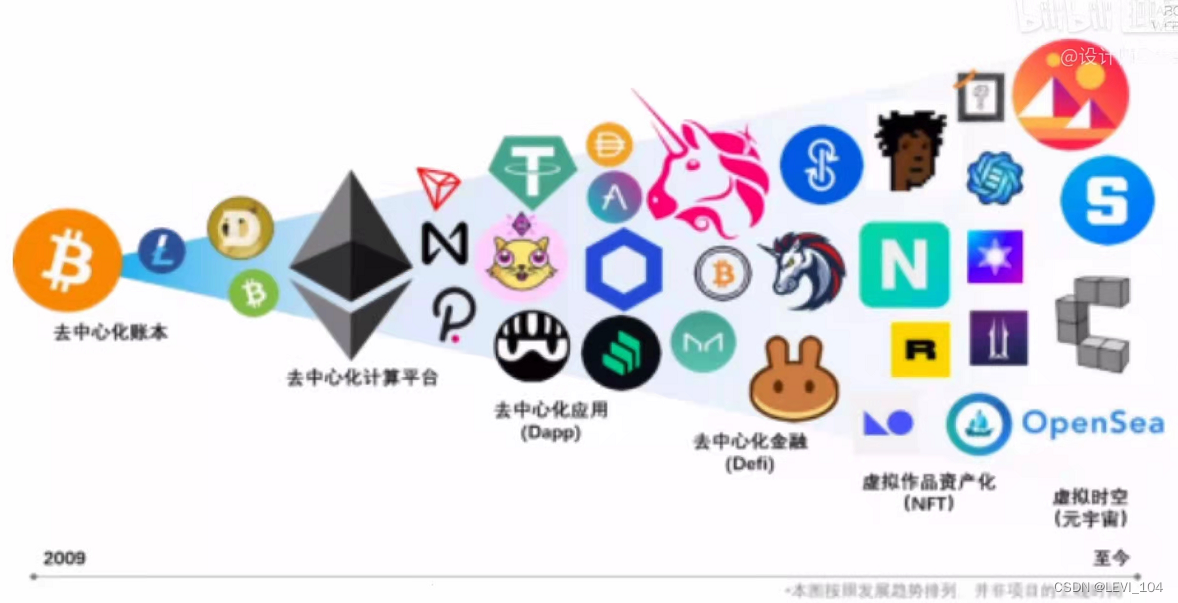 bilibili
@设计
去中心化账本
去中心化计算平台
去中心化应用
(Dapp)
去中心化金融
(Defi)
OpenSea
虚拟作品资产化
(NFT)
虚拟时空
(元宇宙)
2009
至今
*本图按照发展趋势排列，并非项目的
CSDN @LEVI_104